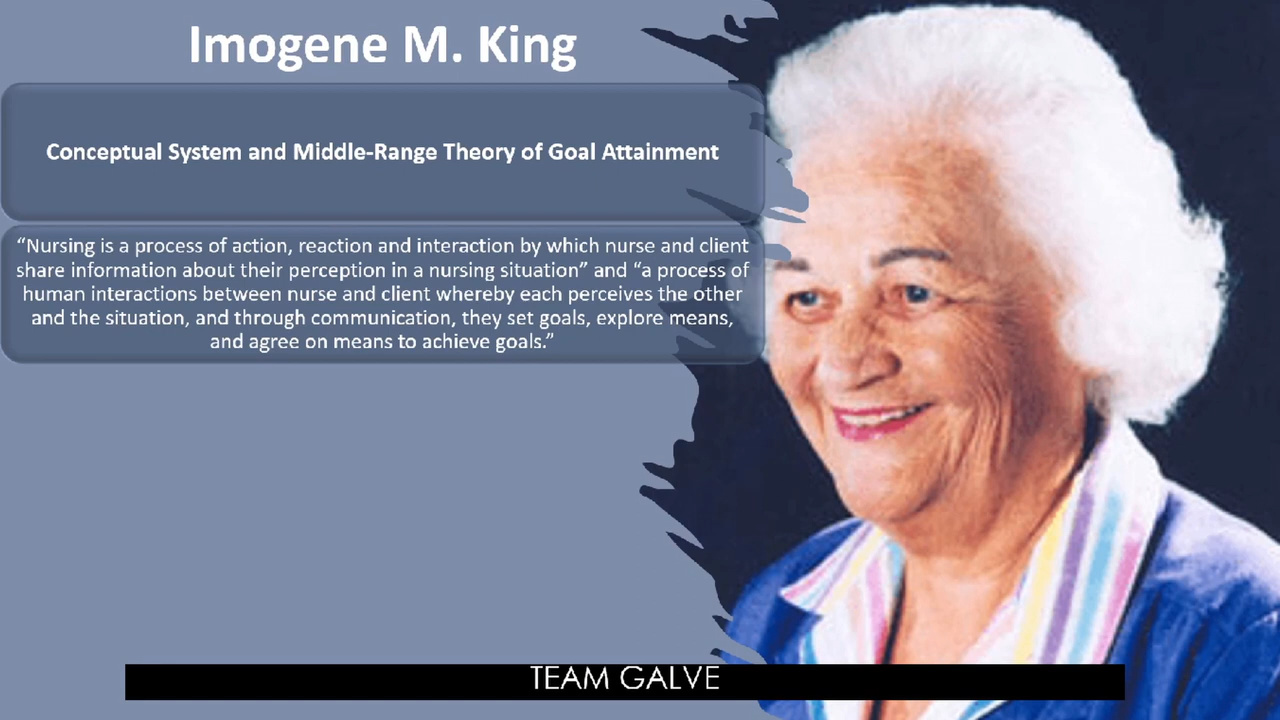 Imogene M. King
Conceptual System and Middle-Range Theory of Goal Attainment
“Nursing is a process of action, reaction and interaction by which nurse and client
share information about their perception in a nursing situation” and “a process of
human interactions between nurse and client whereby each perceives the other
and the situation, and through communication, they set goals, explore means,
and agree on means to achieve goals.”
TEAM GALVE